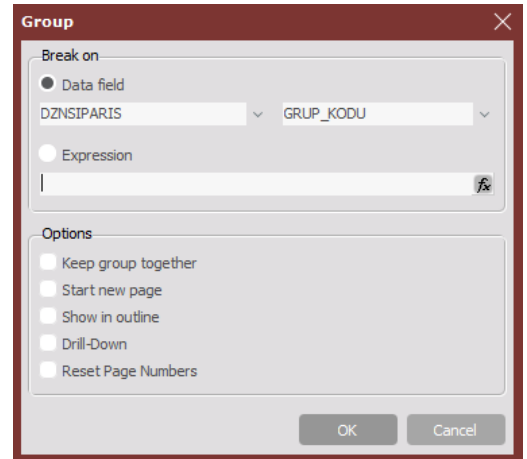 Group
Break on
Data field
DZNSIPARIS GRUP_KODU
Expression
fx
Options
Keep group together
Start new page
Show in outline
Drill-Down
Reset Page Numbers
OK Cancel